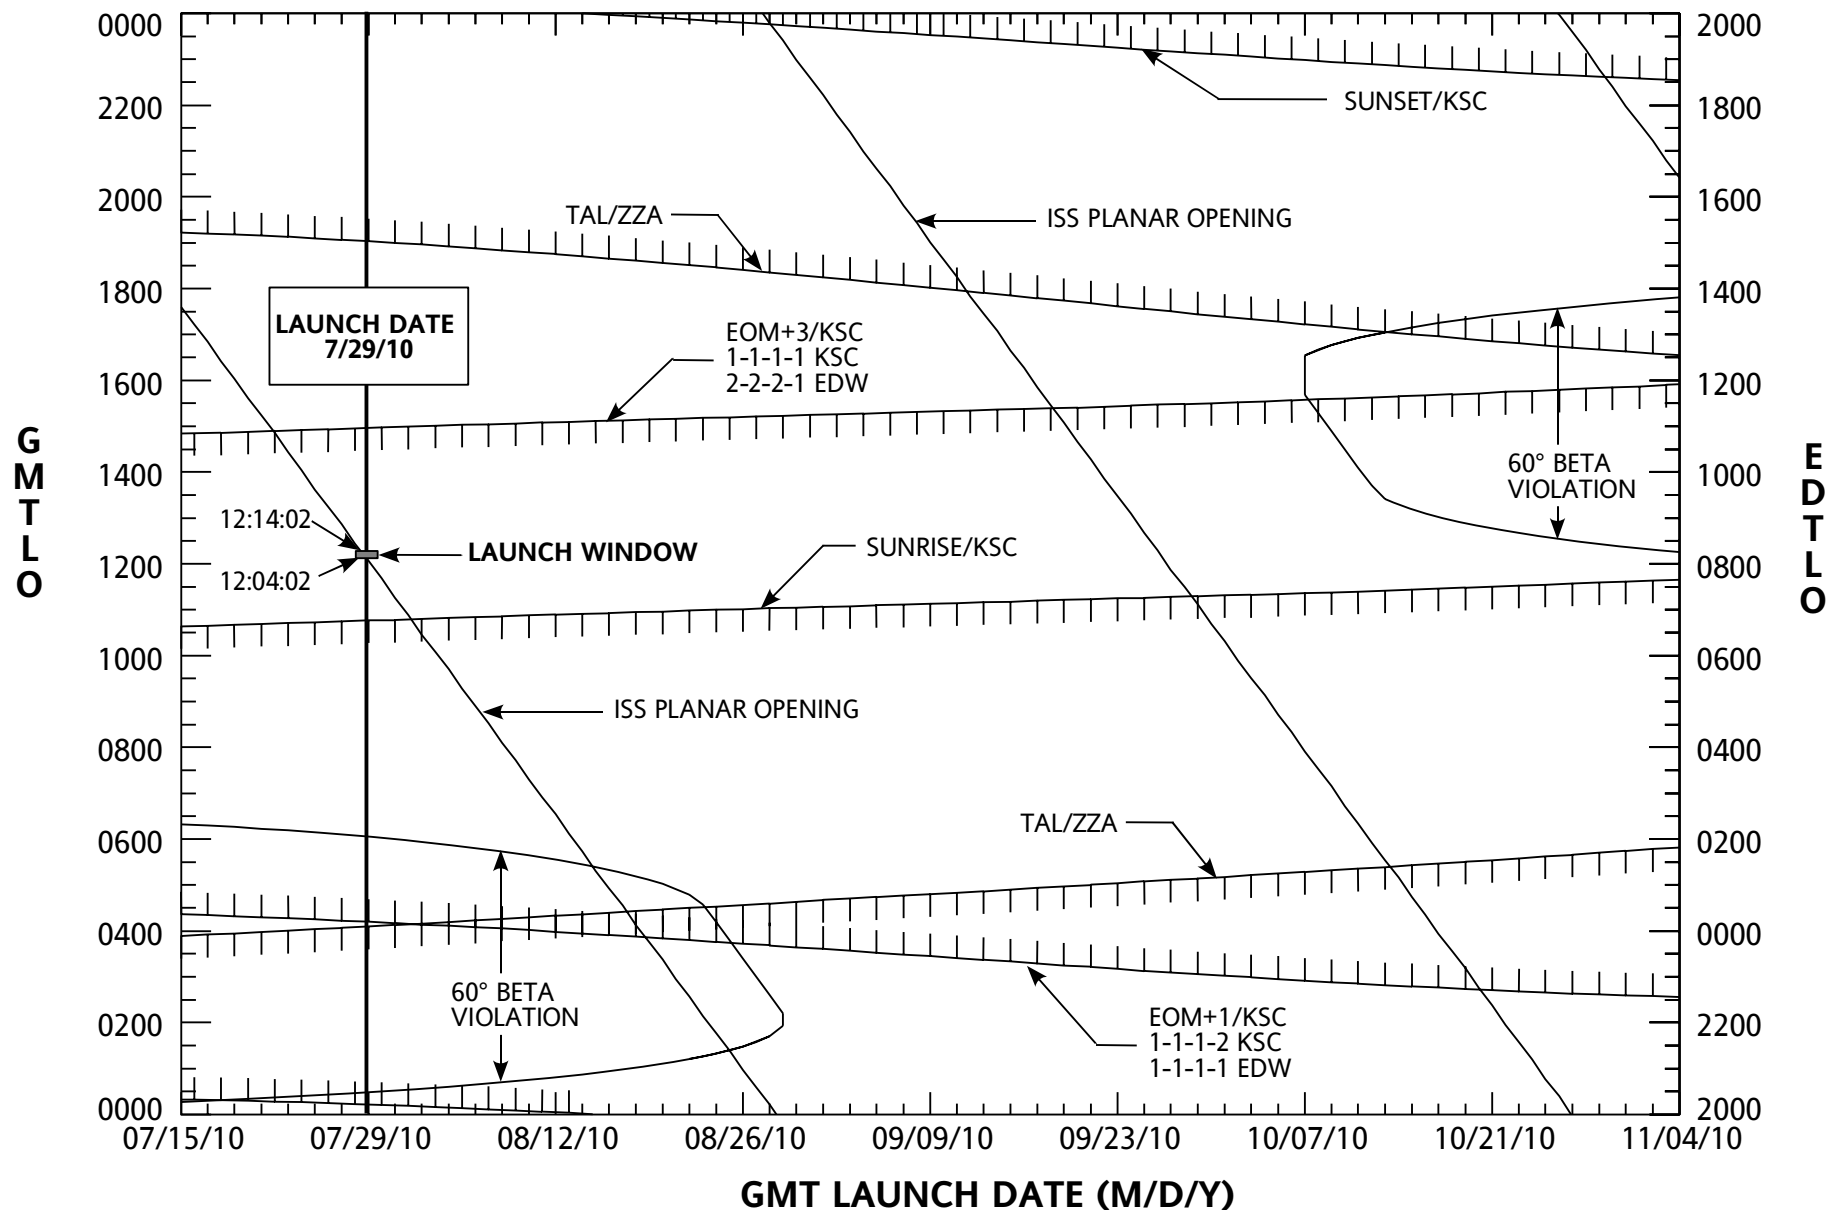 0000
2200
2000
1800
1600
1400
1200
1000
0800
0600
0400
0200
0000
G
M
T
L
O
2000
1800
1600
1400
1200
1000
0800
0600
0400
0200
0000
2200
2000
E
D
T
L
O
SUNSET/KSC
TAL/ZZA
ISS PLANAR OPENING
LAUNCH DATE
7/29/10
EOM+3/KSC
1-1-1-1 KSC
2-2-2-1 EDW
60° BETA
VIOLATION
12:14:02
LAUNCH WINDOW
12:04:02
SUNRISE/KSC
ISS PLANAR OPENING
TAL/ZZA
60° BETA
VIOLATION
EOM+1/KSC
1-1-1-2 KSC
1-1-1-1 EDW
07/15/10 07/29/10 08/12/10 08/26/10 09/09/10 09/23/10 10/07/10 10/21/10 11/04/10
GMT LAUNCH DATE (M/D/Y)